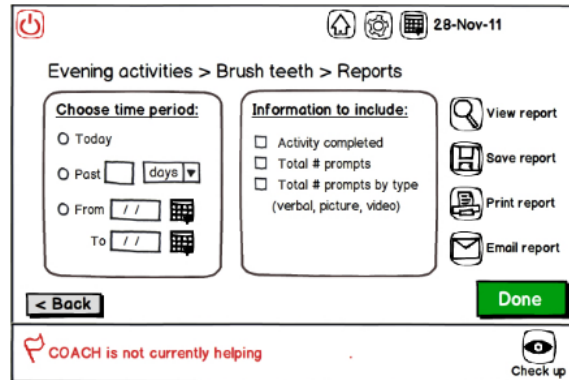 28-Nov-11
Evening activities > Brush teeth > Reports
Choose time period:
Today
Past days
From / /
To / /
Information to include:
Activity completed
Total # prompts
Total # prompts by type
(verbal, picture, video)
View report
Save report
Print report
Email report
< Back
Done
COACH is not currently helping
Check up